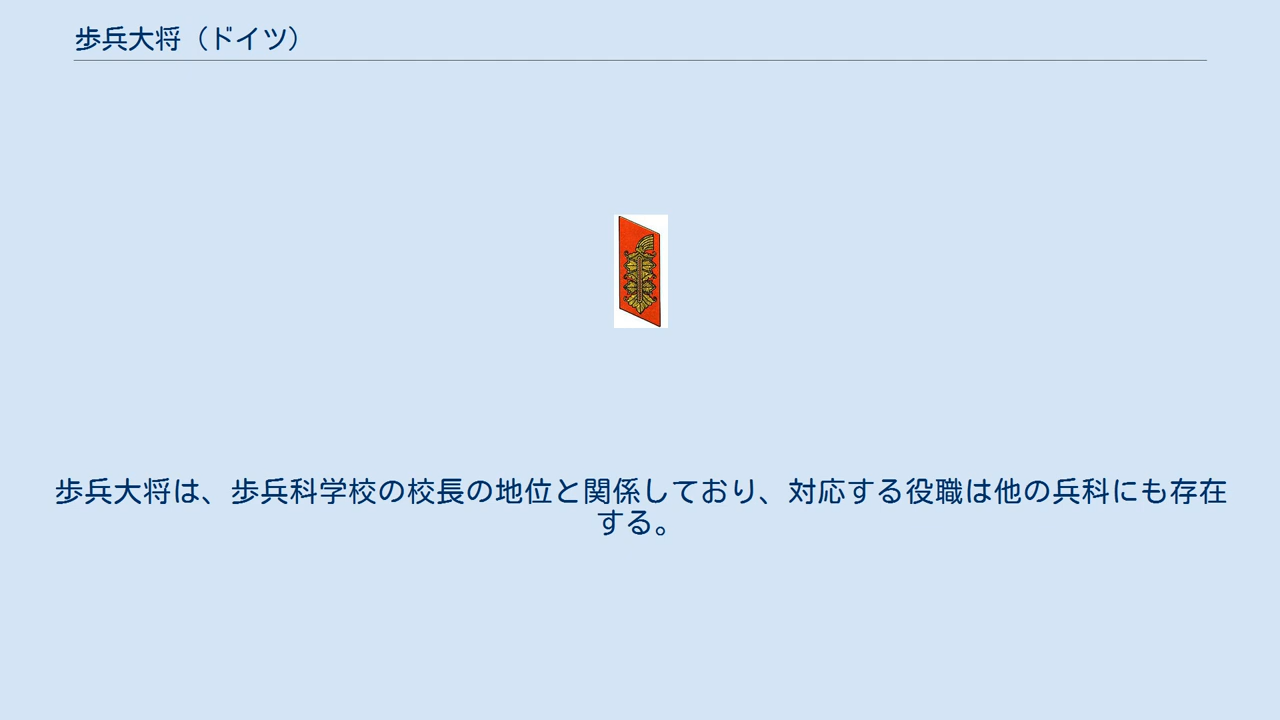 歩兵大将（ドイツ）
歩兵大将は、歩兵科学校の校長の地位と関係しており、対応する役職は他の兵科にも存在
する。